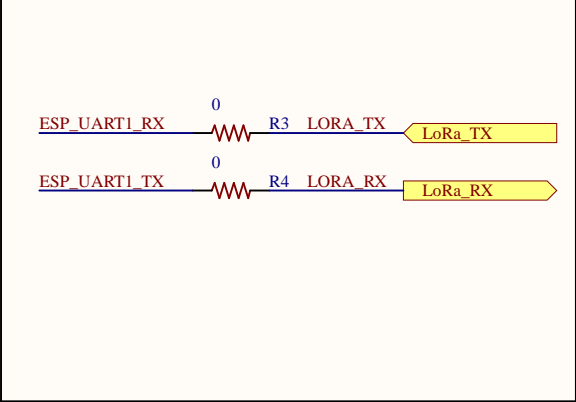 0
ESP_UART1_RX R3 LORA_TX LoRa_TX
0
ESP_UART1_TX R4 LORA_RX LoRa_RX